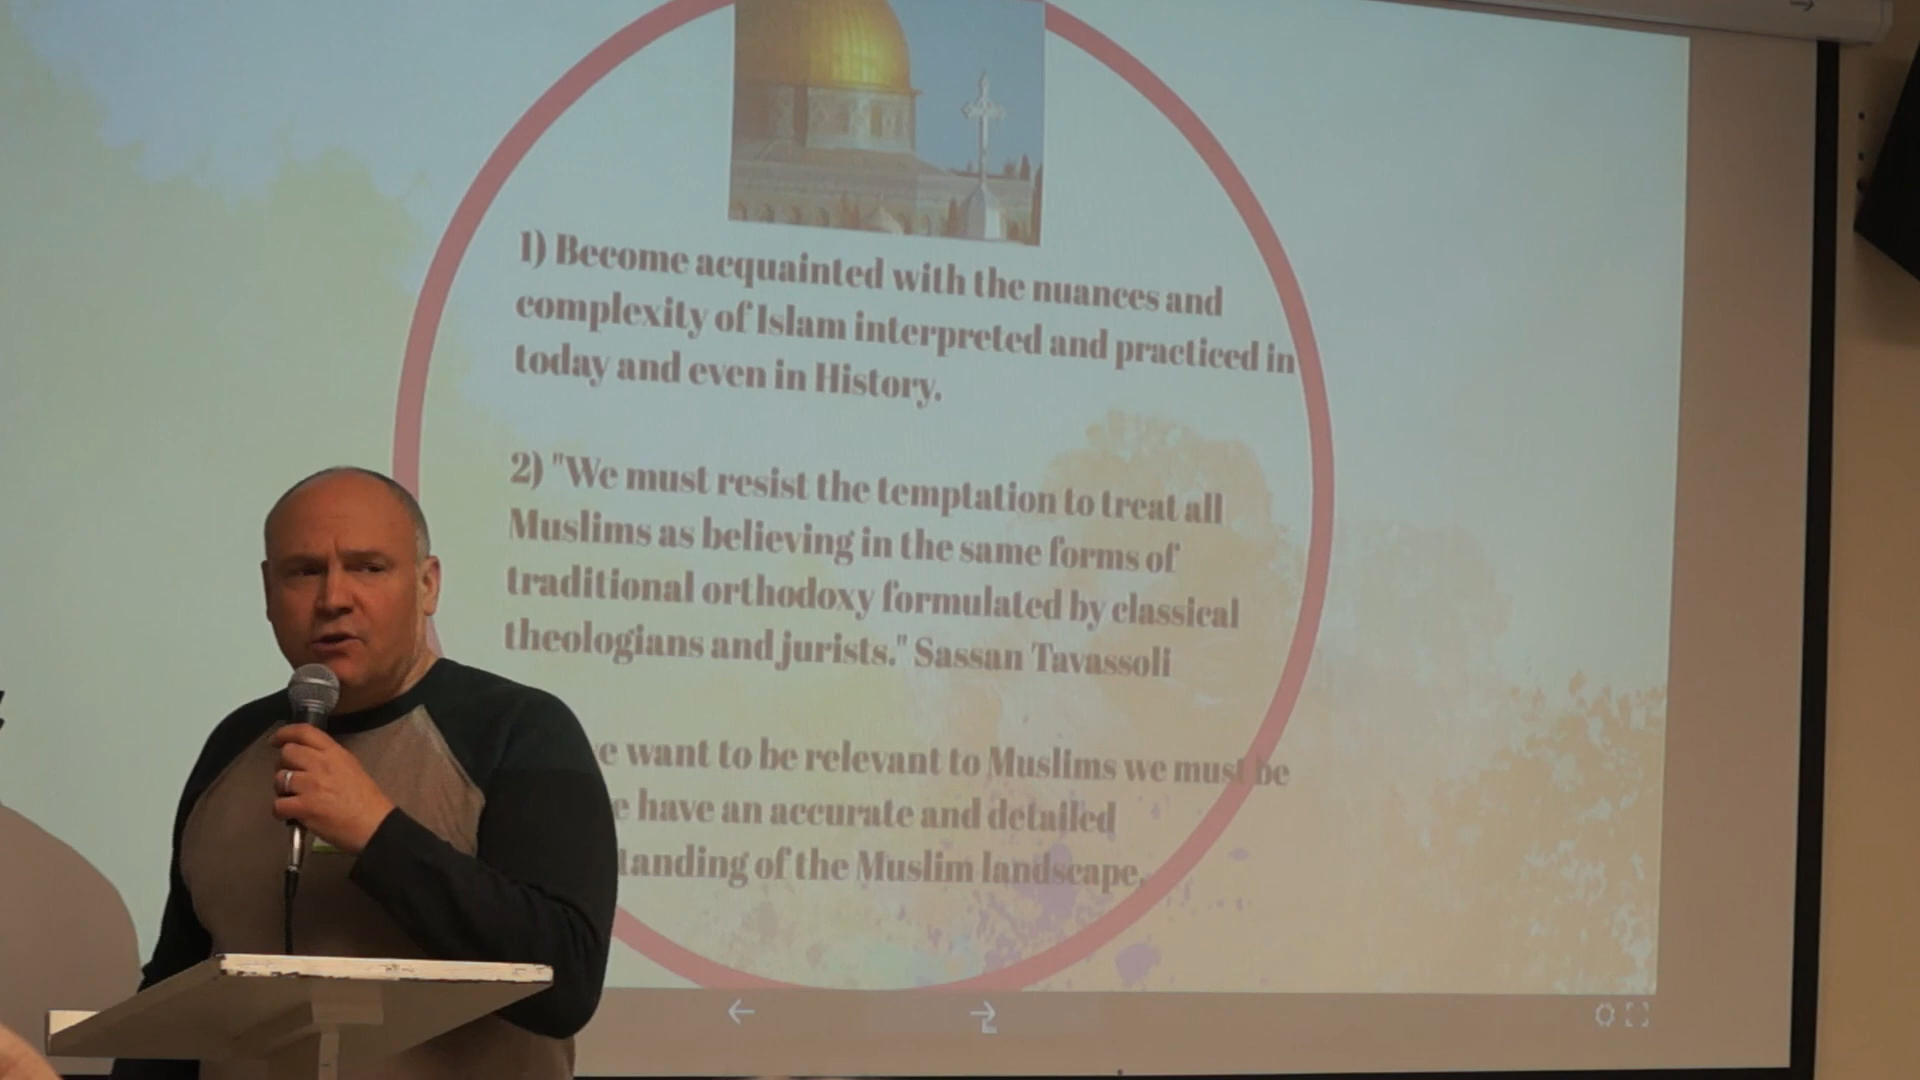 1) Become acquainted with the nuances and
complexity of Islam interpreted and practiced in
today and even in History.
2) "We must resist the temptation to treat all
Muslims as believing in the same forms of
traditional orthodoxy formulated by classical
theologians and jurists." Sassan Tavassoli
want to be relevant to Muslims we must be
have an accurate and detailed
of the Muslim landscape.